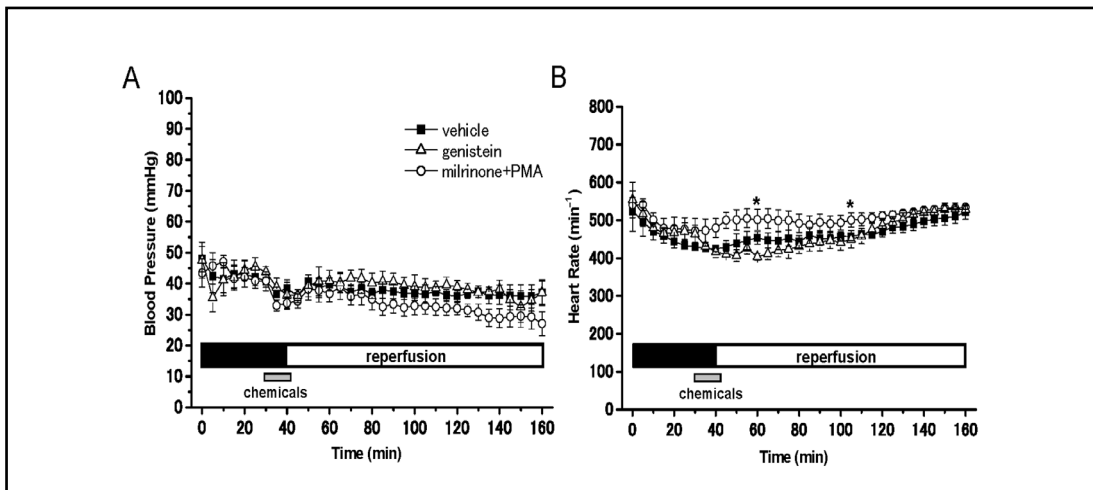 A
B
Blood Pressure (mmHg)
100
90
80
70
60
50
40
30
20
10
0
vehicle
genistein
milrinone+PMA
reperfusion
chemicals
0 20 40 60 80 100 120 140 160
Time (min)
Heart Rate (min⁻¹)
800
700
600
500
400
300
200
100
0
* *
reperfusion
chemicals
0 20 40 60 80 100 120 140 160
Time (min)